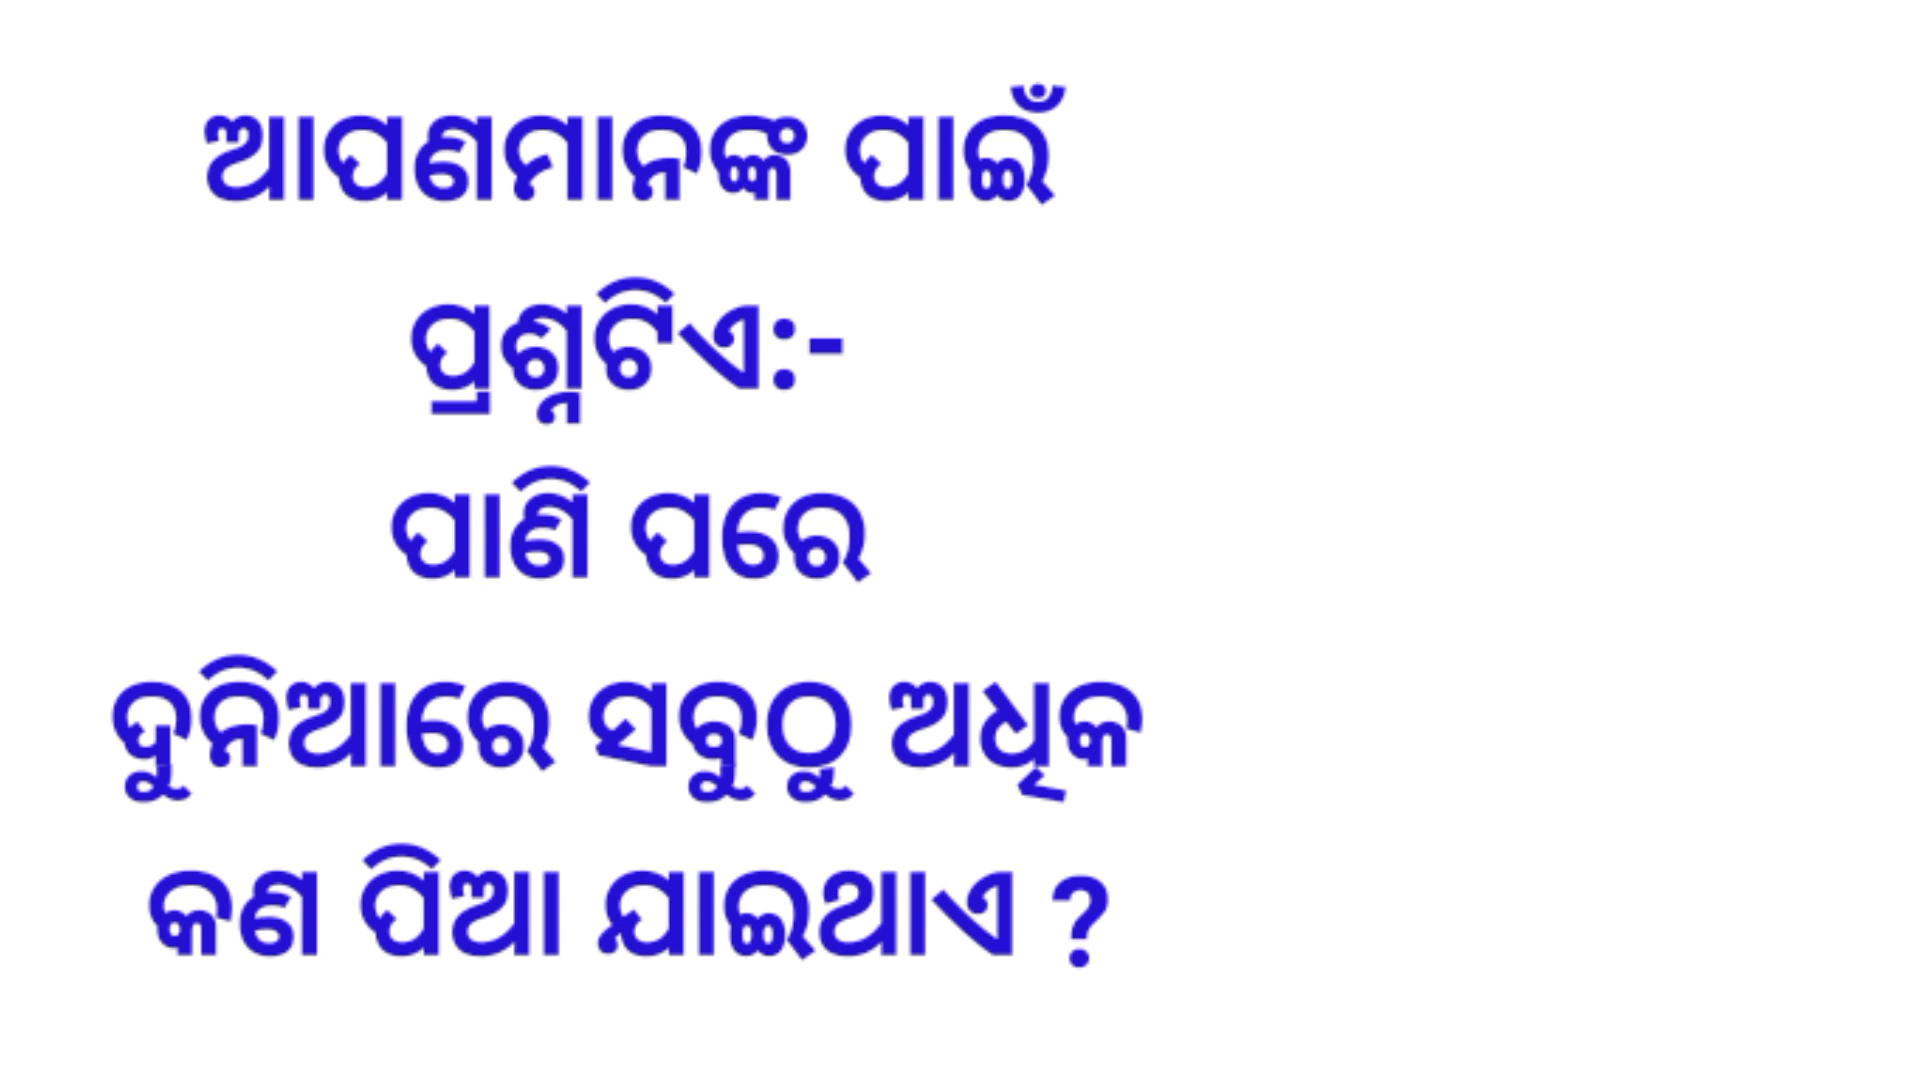 ଆପଣମାନଙ୍କ ପାଇଁ
ପ୍ରଶ୍ନଟିଏ:-
ପାଣି ପରେ
ଦୁନିଆରେ ସବୁଠୁ ଅଧିକ
କଣ ପିଆ ଯାଇଥାଏ ?